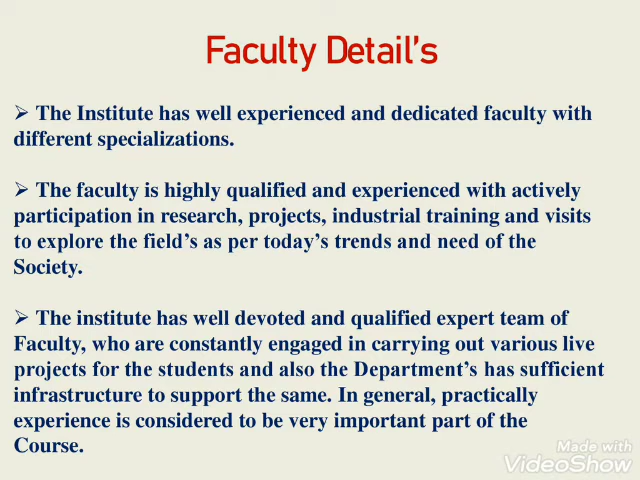 Faculty Detail's
➢ The Institute has well experienced and dedicated faculty with
different specializations.
➢ The faculty is highly qualified and experienced with actively
participation in research, projects, industrial training and visits
to explore the field's as per today's trends and need of the
Society.
➢ The institute has well devoted and qualified expert team of
Faculty, who are constantly engaged in carrying out various live
projects for the students and also the Department's has sufficient
infrastructure to support the same. In general, practically
experience is considered to be very important part of the
Course.
Made with
VideoShow